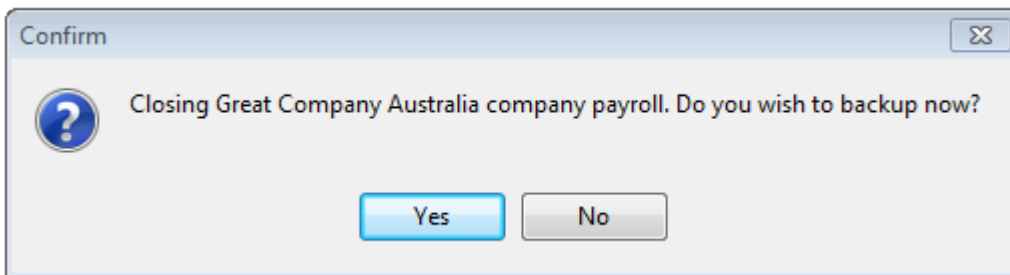 Confirm
Closing Great Company Australia company payroll. Do you wish to backup now?
Yes
No